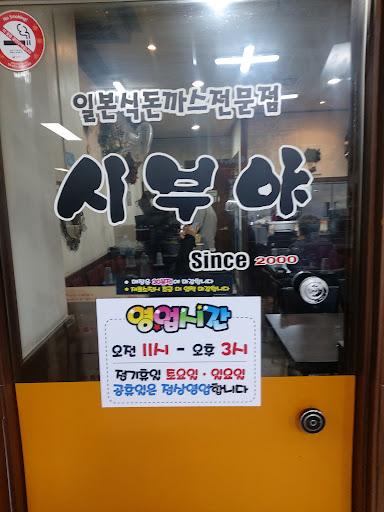 No Smoking!
일본식돈까스전문점
시부야
Since 2000
영업시간
오전 11시 - 오후 3시
정기휴일 토요일·일요일
공휴일은 정상영업합니다